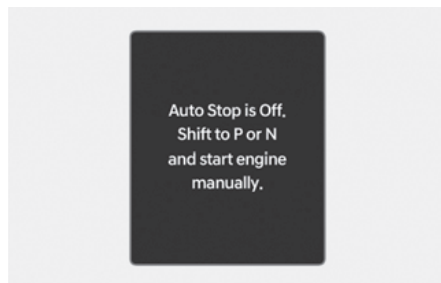 Auto Stop is Off.
Shift to P or N
and start engine
manually.